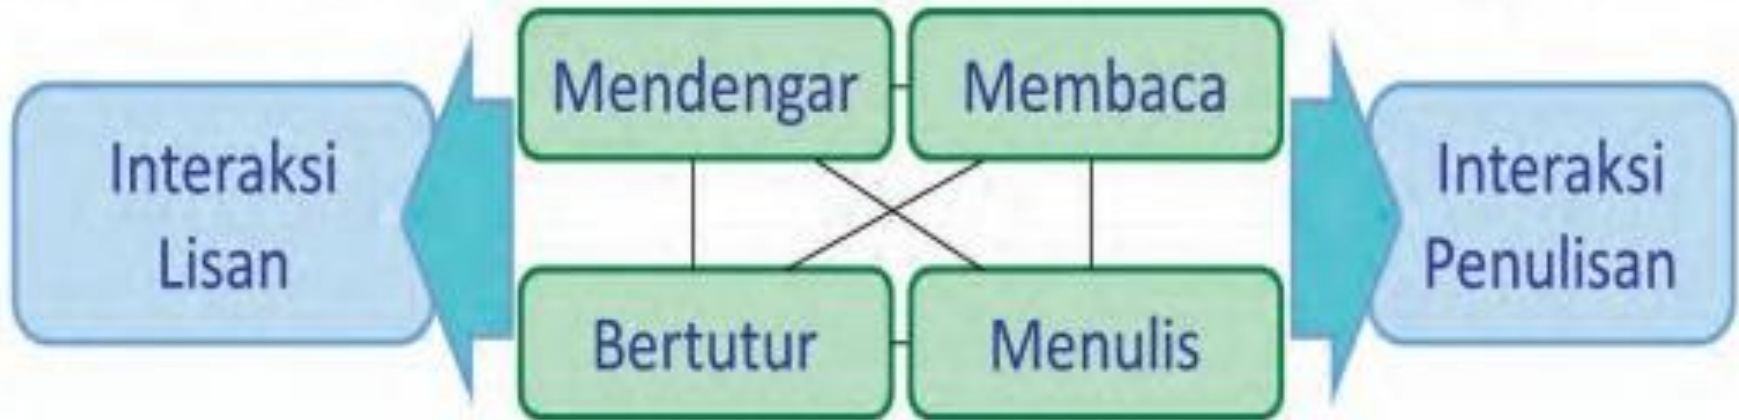 Mendengar
Membaca
Interaksi
Lisan
Interaksi
Penulisan
Bertutur
Menulis